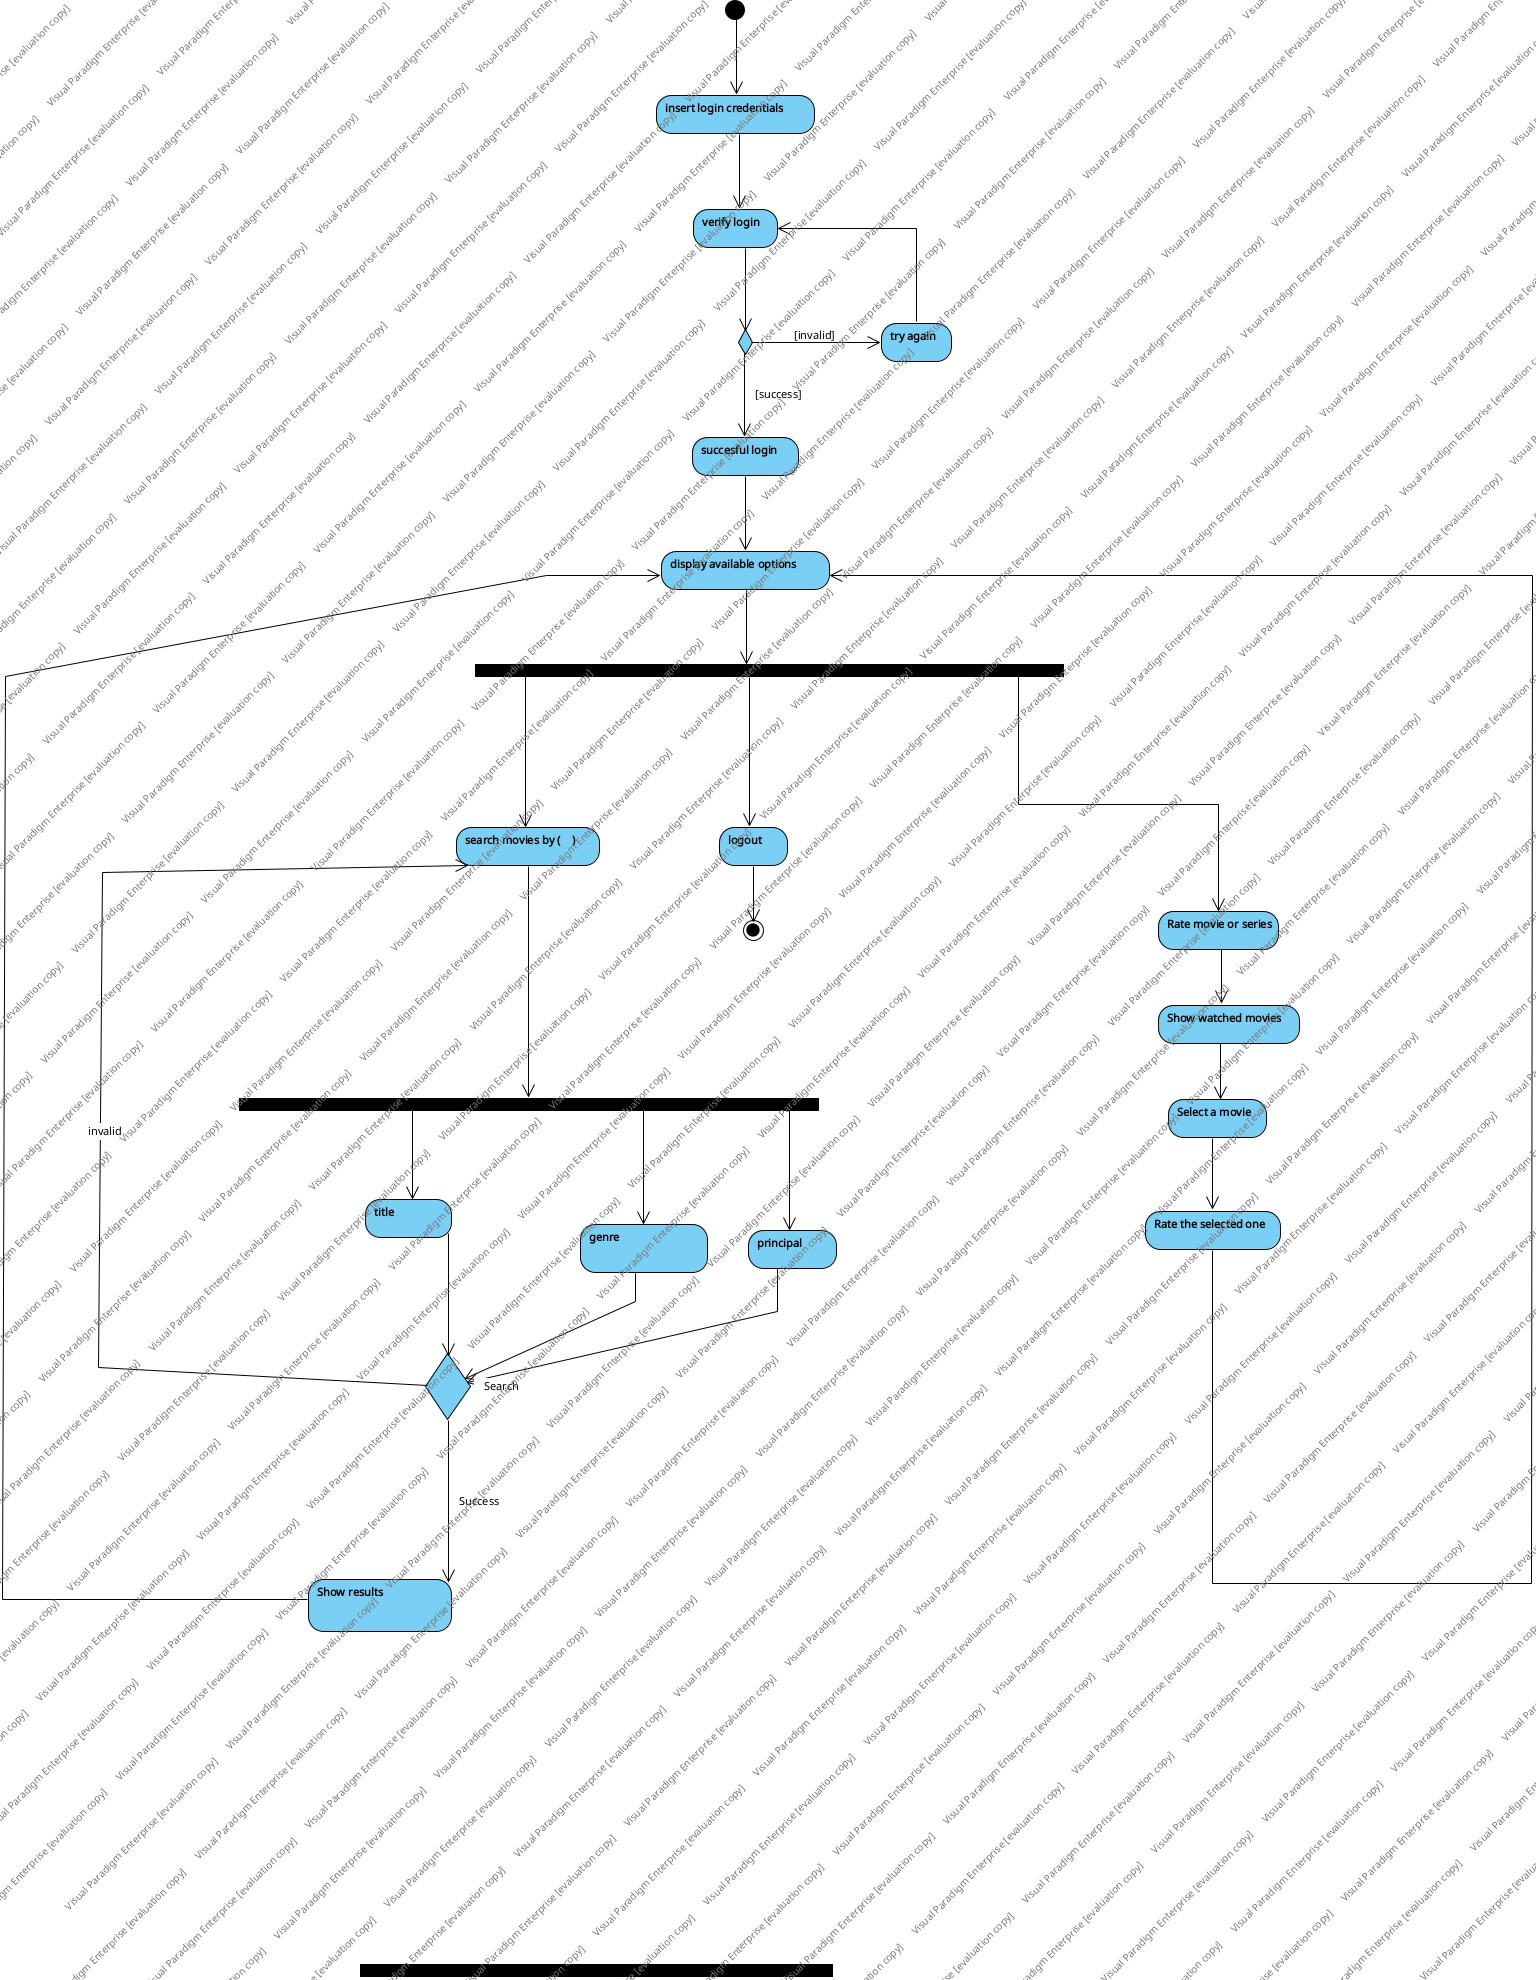 insert login credentials
verify login
[invalid]
try again
[success]
succesful login
display available options
search movies by ( )
logout
Rate movie or series
Show watched movies
Select a movie
invalid
title
genre
principal
Rate the selected one
Search
Success
Show results
Visual Paradigm Enterprise [evaluation copy]